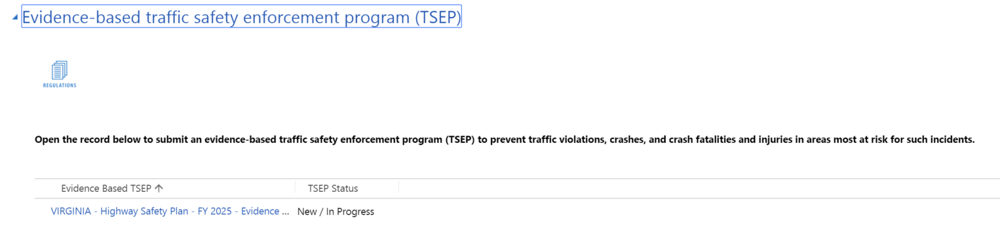 Evidence-based traffic safety enforcement program (TSEP)
REGULATIONS
Open the record below to submit an evidence-based traffic safety enforcement program (TSEP) to prevent traffic violations, crashes, and crash fatalities and injuries in areas most at risk for such incidents.
Evidence Based TSEP ↑ TSEP Status
VIRGINIA - Highway Safety Plan - FY 2025 - Evidence ... New / In Progress